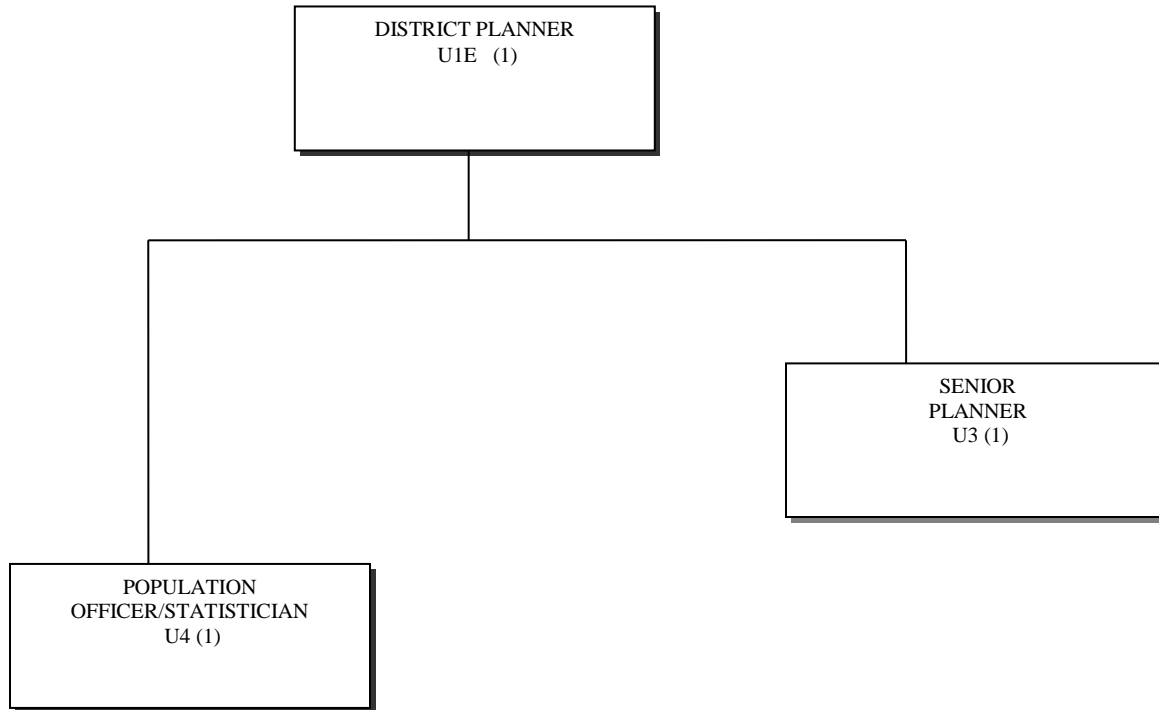 DISTRICT PLANNER
U1E (1)
SENIOR
PLANNER
U3 (1)
POPULATION
OFFICER/STATISTICIAN
U4 (1)